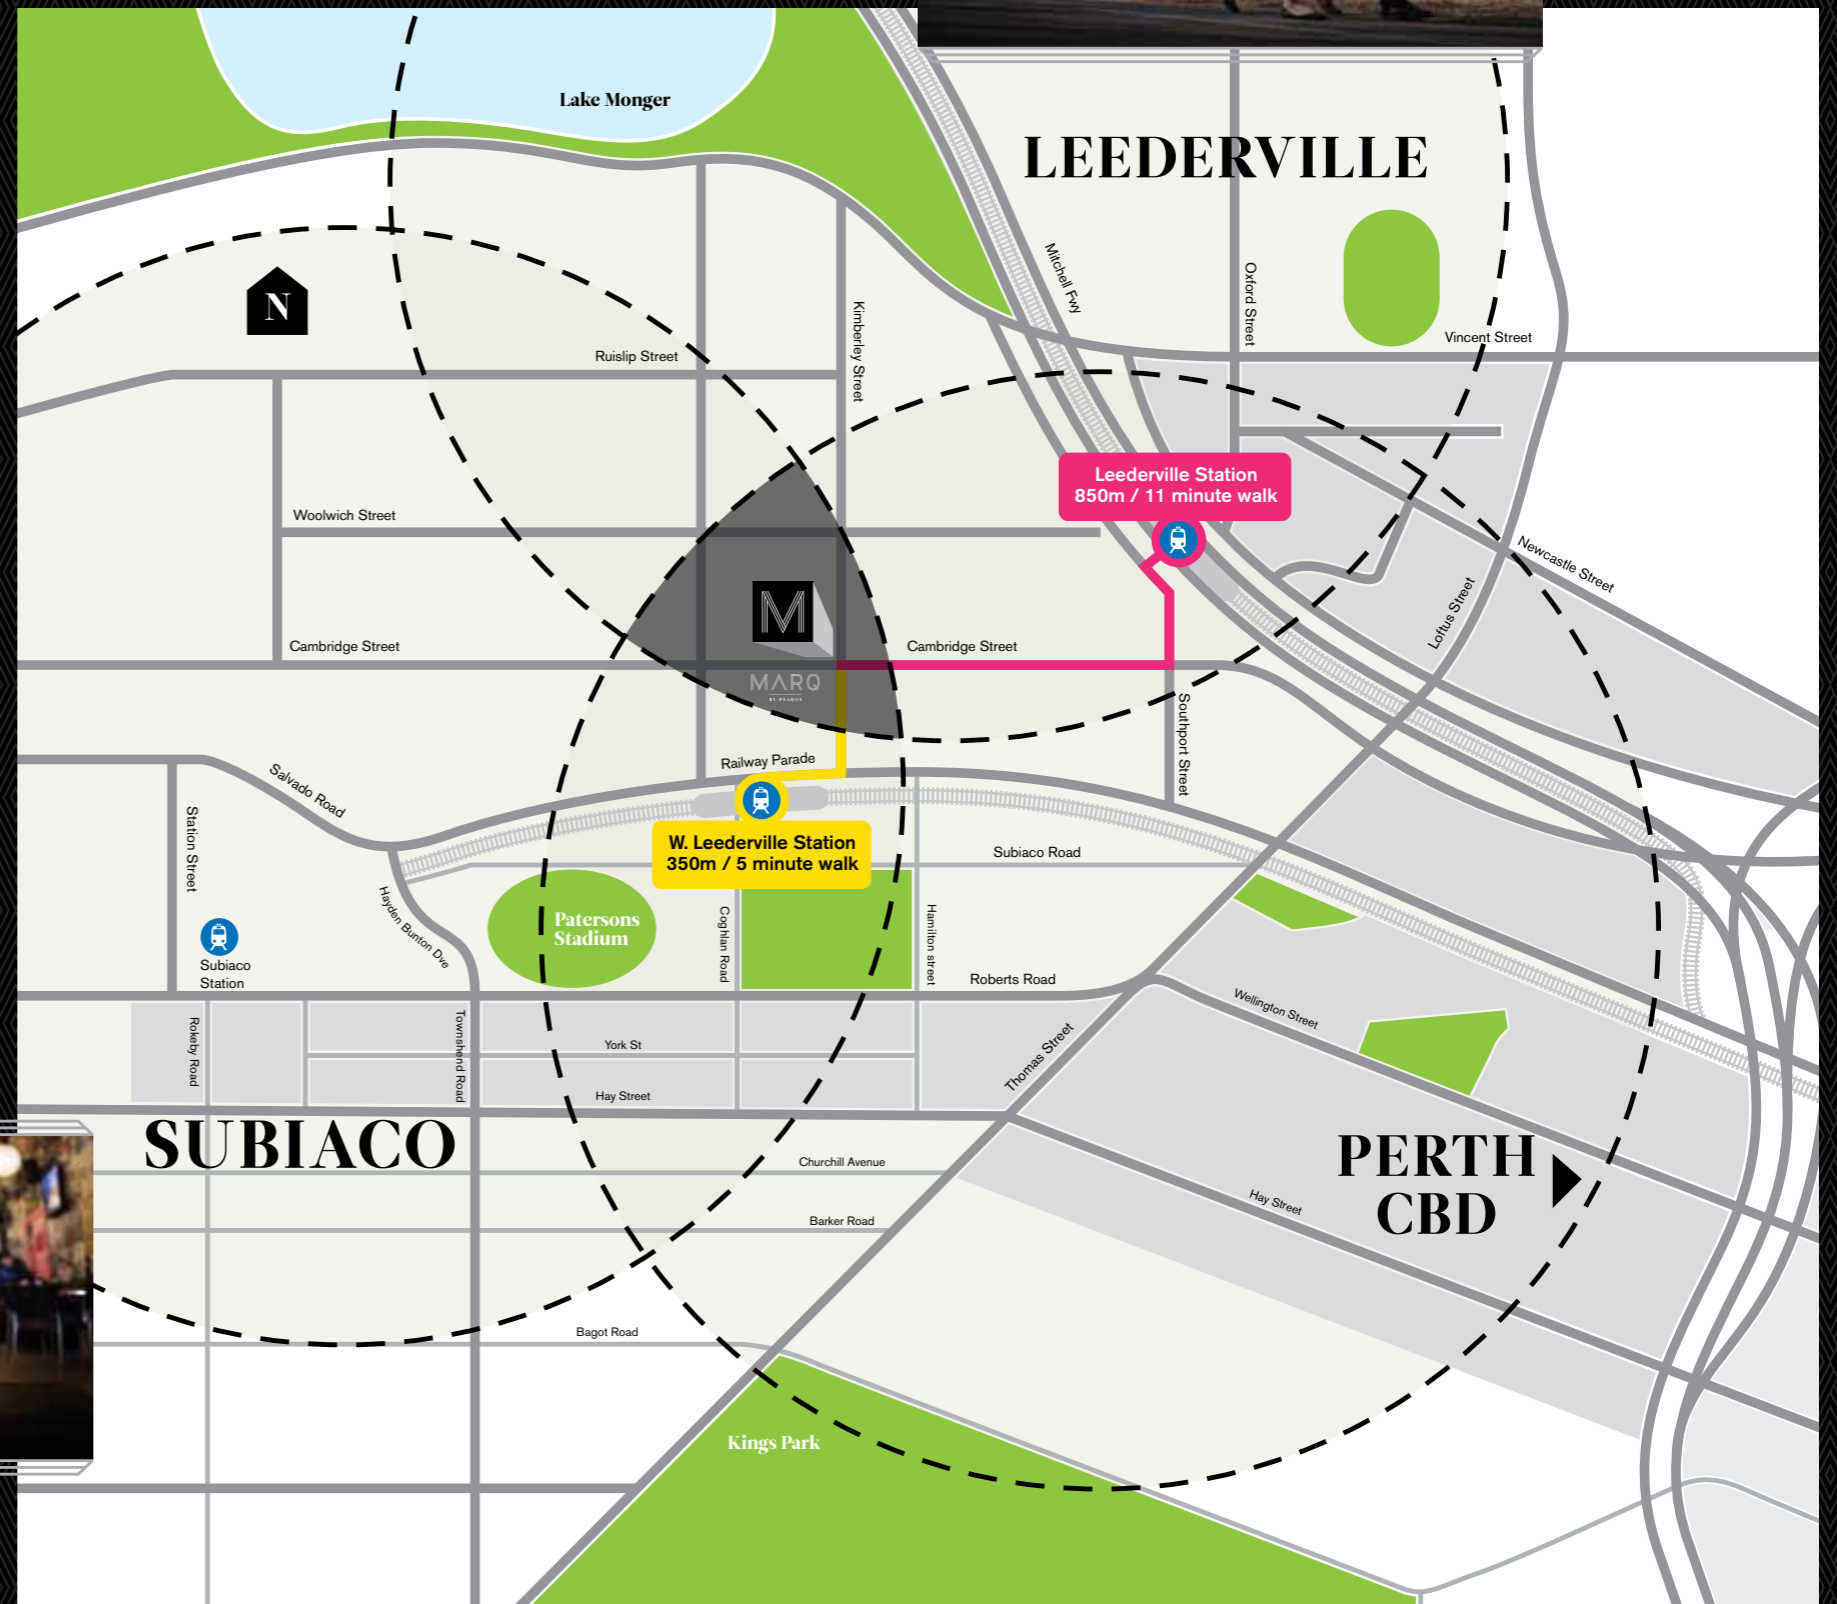 Lake Monger
LEEDERVILLE
N
Mitchell Fwy
Oxford Street
Kimberley Street
Vincent Street
Ruislip Street
Leederville Station
850m / 11 minute walk
Woolwich Street
Newcastle Street
Loftus Street
M
Cambridge Street
Cambridge Street
MARQ
Southport Street
Railway Parade
Salvado Road
Station Street
W. Leederville Station
350m / 5 minute walk
Subiaco Road
Hayden Bunton Dve
Patersons
Stadium
Coghlan Road
Hamilton street
Subiaco
Station
Roberts Road
Wellington Street
Rokeby Road
Townshend Road
York St
Thomas Street
Hay Street
SUBIACO
PERTH
CBD
Churchill Avenue
Hay Street
Barker Road
Bagot Road
Kings Park